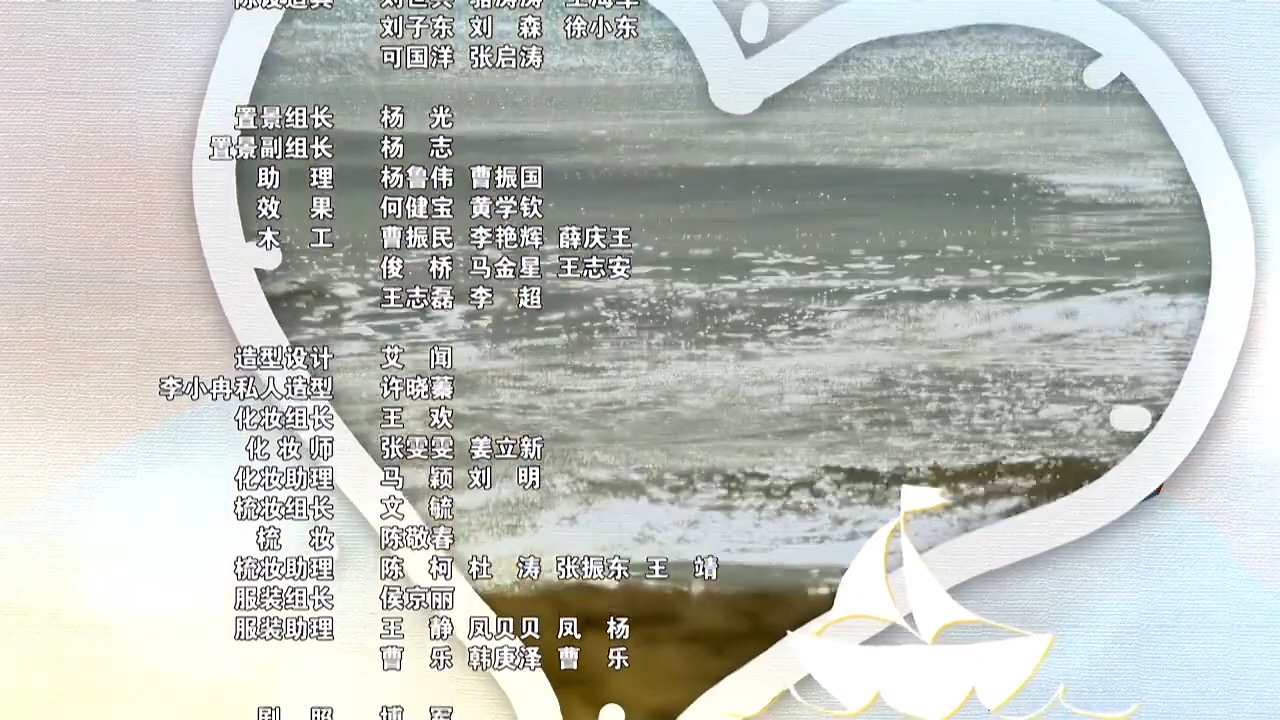 刘子东 刘 森 徐小东
可国洋 张启涛
置景组长 杨 光
置景副组长 杨 志
助 理 杨鲁伟 曹振国
效 果 何健宝 黄学钦
木 工 曹振民 李艳辉 薛庆王
俊 桥 马金星 王志安
王志磊 李 超
造型设计 艾 闻
李小冉私人造型 许晓蓁
化妆组长 王 欢
化 妆 师 张雯雯 姜立新
化妆助理 马 颖 刘 明
梳妆组长 文 毓
梳 妆 陈敬春
梳妆助理 陈 柯 杜 涛 张振东 王 靖
服装组长 侯京丽
服装助理 王 静 凤贝贝 凤 杨
曹 乐 韩庚泽 曹 乐